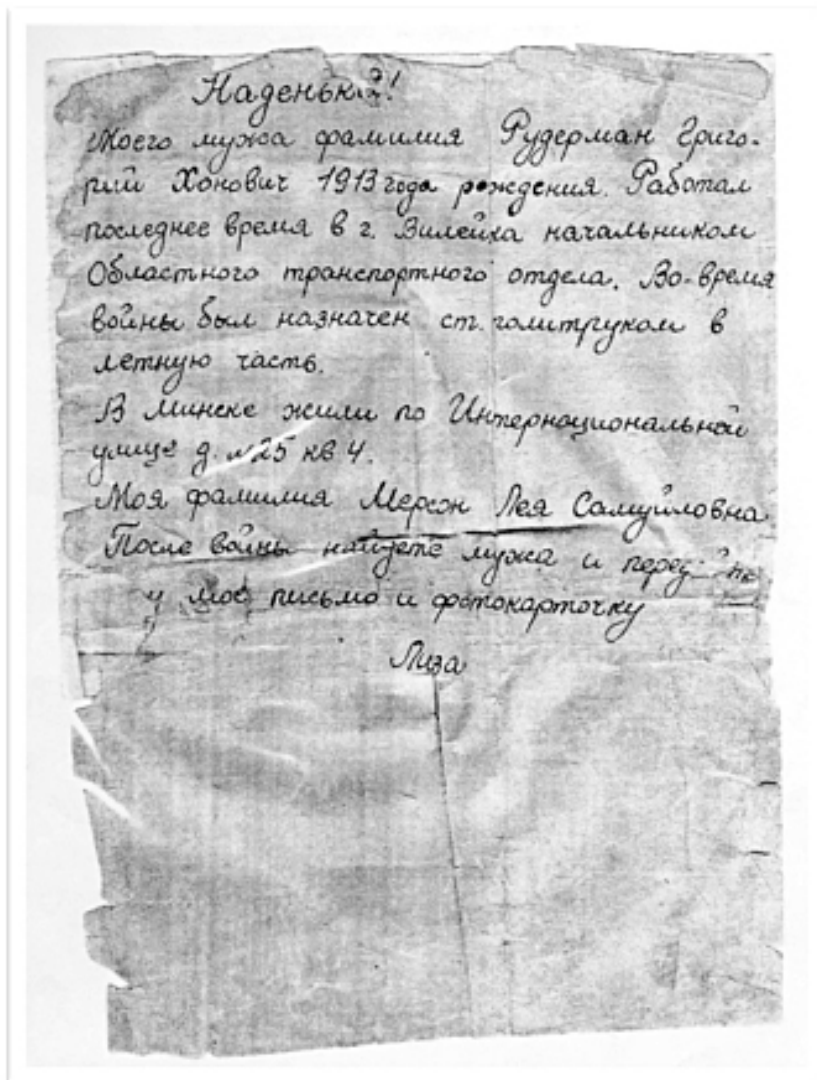 Наденька!
Моего мужа фамилия Рудерман Григо-
рий Хонович 1913 года рождения. Работал
последнее время в г. Вилейка начальником
Областного транспортного отдела. Во-время
войны был назначен ст. политруком в
летную часть.
В Минске жили по Интернациональной
улице д. №25 кв 4.
Моя фамилия Мерсон Лея Самуйловна
После войны найдете мужа и
мое письмо и фотокарточку
Лиза